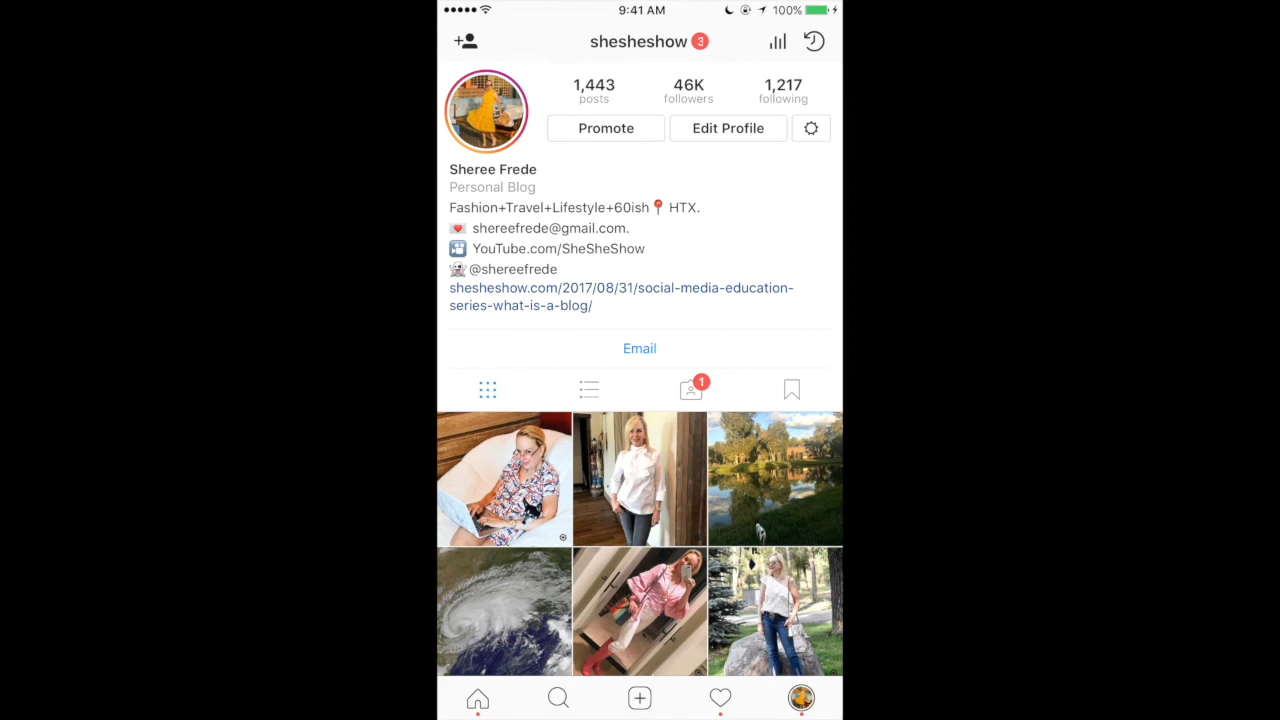 9:41 AM
100%
shesheshow 3
1,443 46K 1,217
posts followers following
Promote Edit Profile
Sheree Frede
Personal Blog
Fashion+Travel+Lifestyle+60ish📍 HTX.
💌 shereefrede@gmail.com.
🎦 YouTube.com/SheSheShow
👻@shereefrede
shesheshow.com/2017/08/31/social-media-education-
series-what-is-a-blog/
Email
1